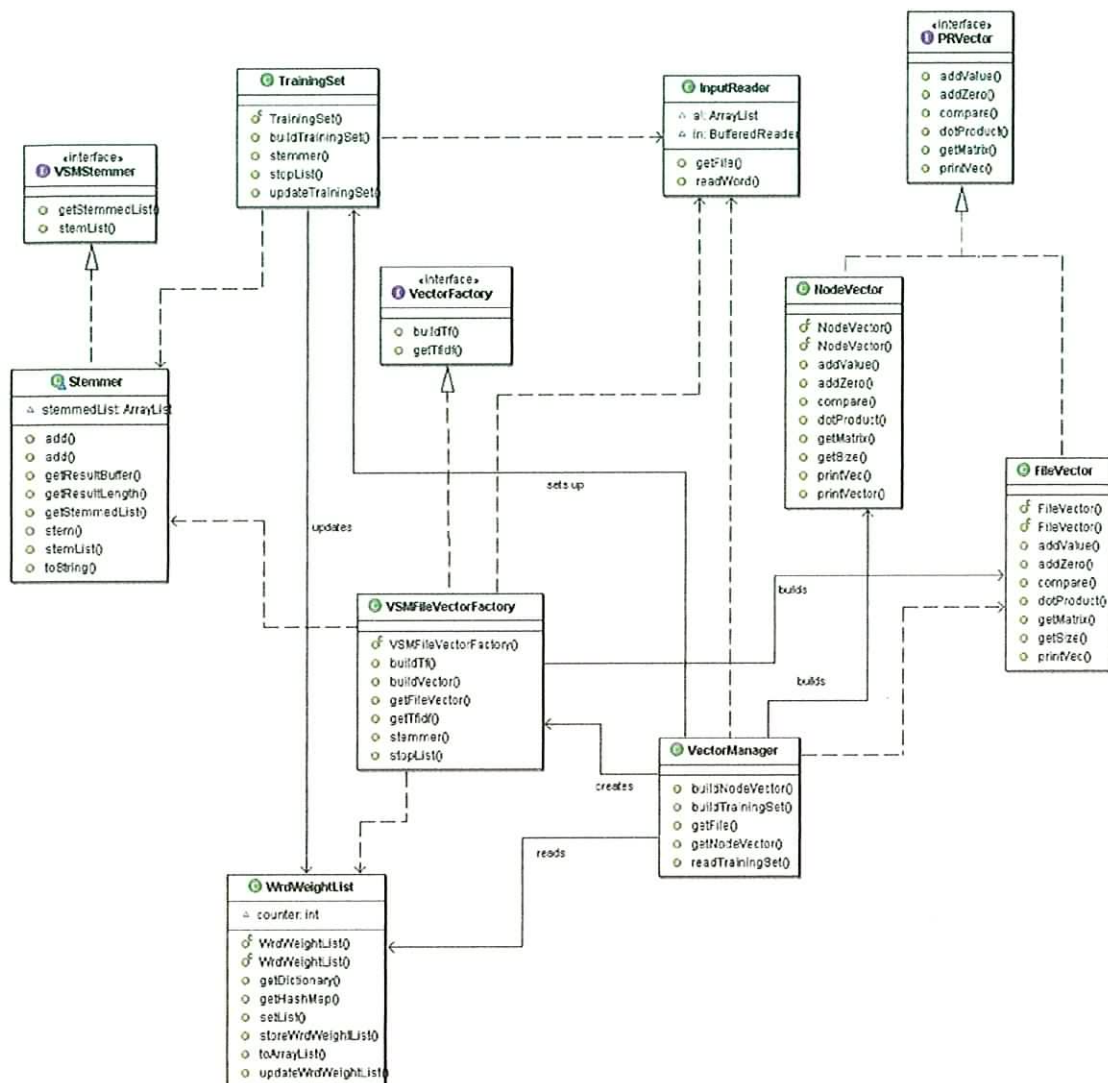 «interface»
PRVector
addValue()
addZero()
compare()
dotProduct()
getMatrix()
printVec()
TrainingSet
TrainingSet()
buildTrainingSet()
stemmer()
stopList()
updateTrainingSet()
InputReader
al: ArrayList
in: BufferedReader
getFile()
readWord()
«interface»
VSMStemmer
getStemmedList()
stemList()
«interface»
VectorFactory
buildTf()
getTfidf()
NodeVector
NodeVector()
NodeVector()
addValue()
addZero()
compare()
dotProduct()
getMatrix()
getSize()
printVec()
printVector()
Stemmer
stemmedList: ArrayList
add()
add()
getResultBuffer()
getResultLength()
getStemmedList()
stem()
stemList()
toString()
FileVector
FileVector()
FileVector()
addValue()
addZero()
compare()
dotProduct()
getMatrix()
getSize()
printVec()
sets up
updates
builds
builds
VSMFileVectorFactory
VSMFileVectorFactory()
buildTf()
buildVector()
getFileVector()
getTfidf()
stemmer()
stopList()
VectorManager
buildNodeVector()
buildTrainingSet()
getFile()
getNodeVector()
readTrainingSet()
creates
reads
WrdWeightList
counter: int
WrdWeightList()
WrdWeightList()
getDictionary()
getHashMap()
setList()
storeWrdWeightList()
toArrayList()
updateWrdWeightList()